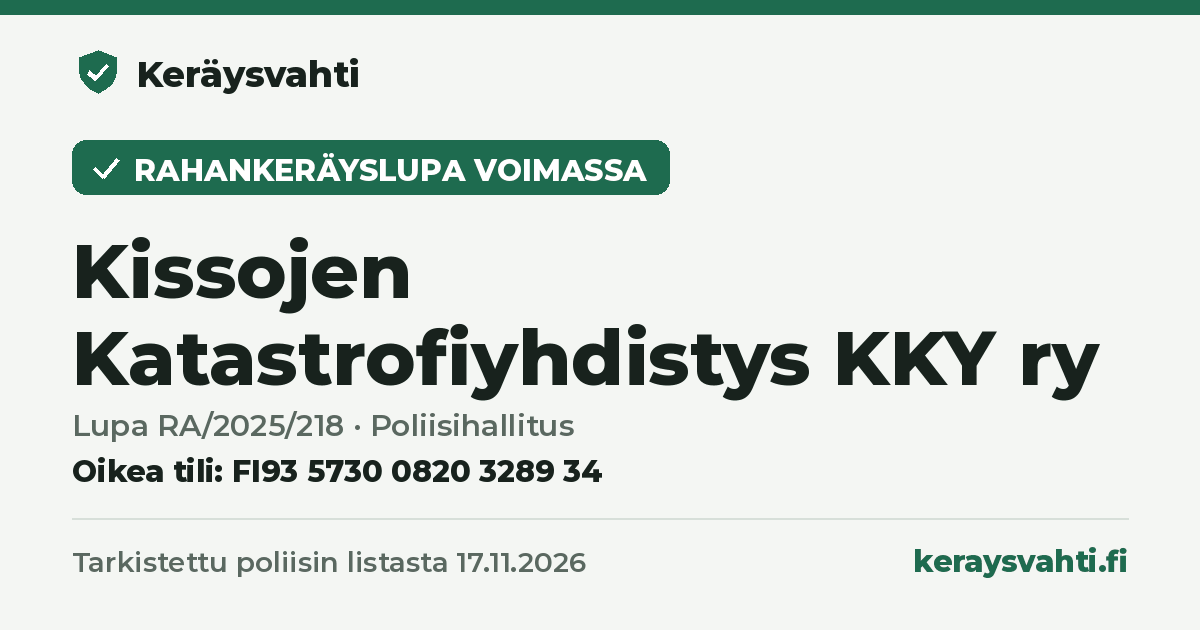 Keräysvahti
RAHANKERÄYSLUPA VOIMASSA
Kissojen
Katastrofiyhdistys KKY ry
Lupa RA/2025/218 · Poliisihallitus
Oikea tili: FI93 5730 0820 3289 34
Tarkistettu poliisin listasta 17.11.2026
keraysvahti.fi